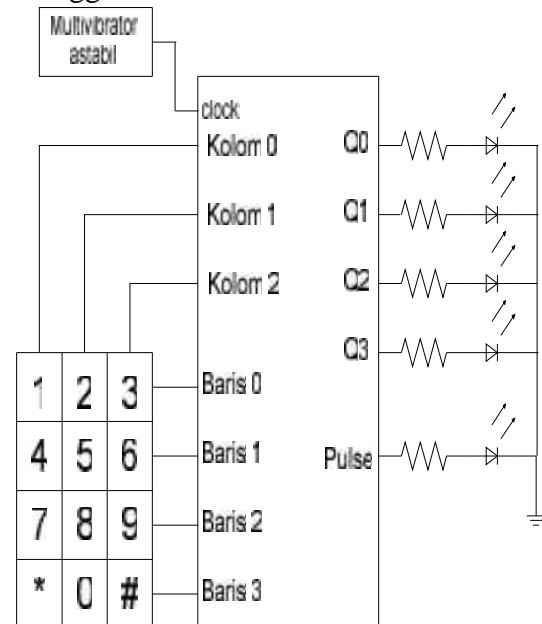 Multivibrator
astabil
clock
Kolom 0
Q0
Kolom 1
Q1
Kolom 2
Q2
Q3
1 2 3
Baris 0
4 5 6
Baris 1
Pulse
7 8 9
Baris 2
* 0 #
Baris 3